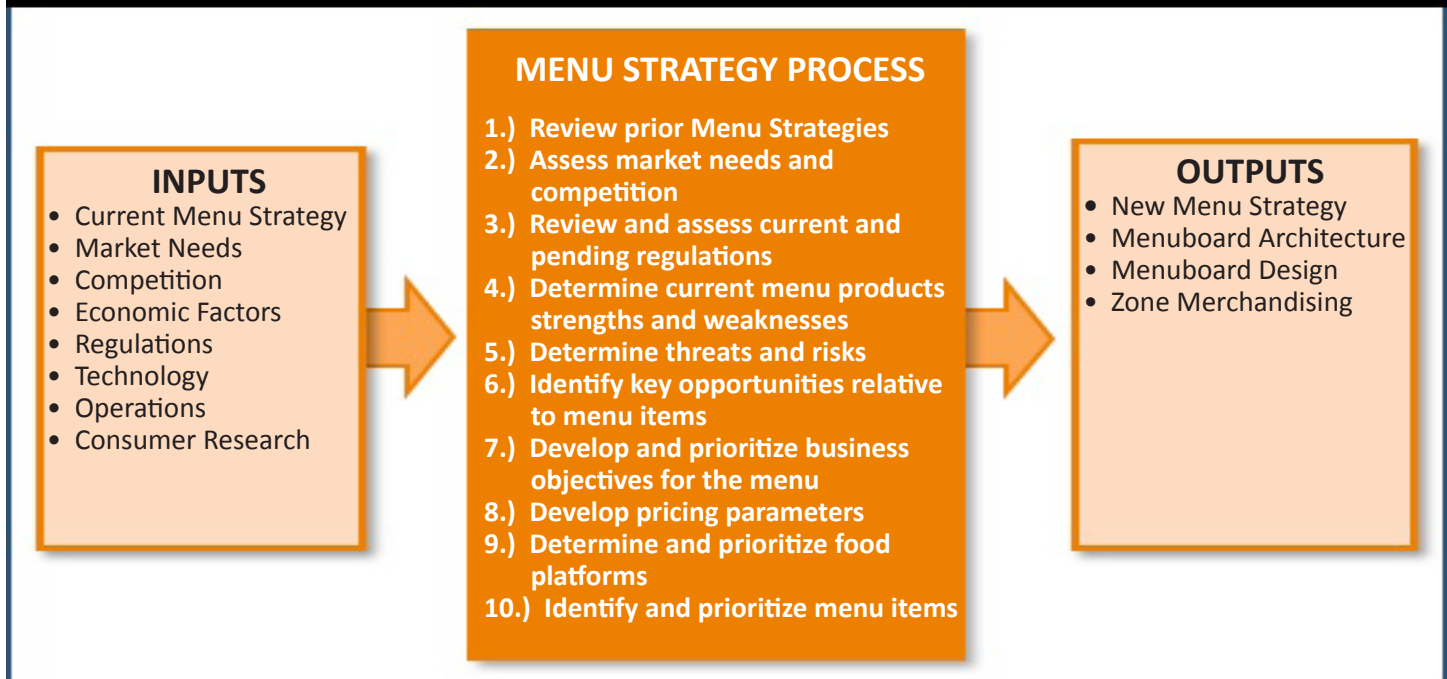 INPUTS
• Current Menu Strategy
• Market Needs
• Competition
• Economic Factors
• Regulations
• Technology
• Operations
• Consumer Research
MENU STRATEGY PROCESS
1.) Review prior Menu Strategies
2.) Assess market needs and
competition
3.) Review and assess current and
pending regulations
4.) Determine current menu products
strengths and weaknesses
5.) Determine threats and risks
6.) Identify key opportunities relative
to menu items
7.) Develop and prioritize business
objectives for the menu
8.) Develop pricing parameters
9.) Determine and prioritize food
platforms
10.) Identify and prioritize menu items
OUTPUTS
• New Menu Strategy
• Menuboard Architecture
• Menuboard Design
• Zone Merchandising